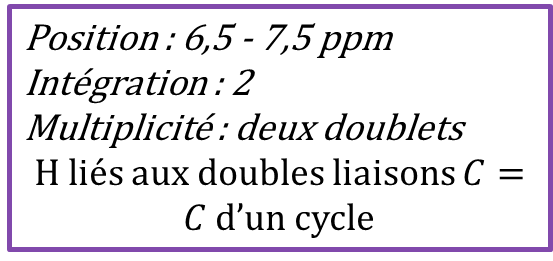 Position : 6,5 - 7,5 ppm
Intégration : 2
Multiplicité : deux doublets
H liés aux doubles liaisons C =
C d’un cycle